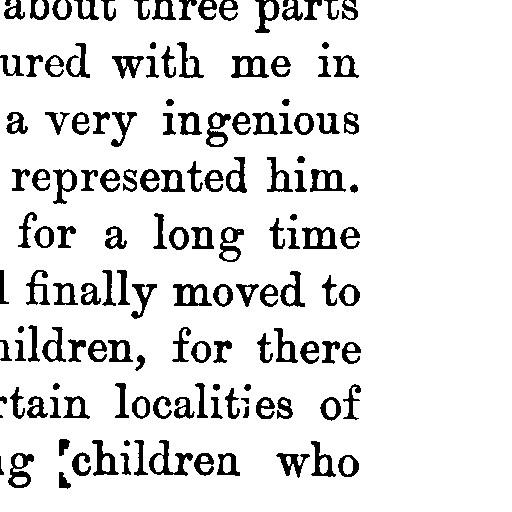 about three parts
ured with me in
a very ingenious
represented him.
for a long time
l finally moved to
hildren, for there
rtain localities of
g [children who